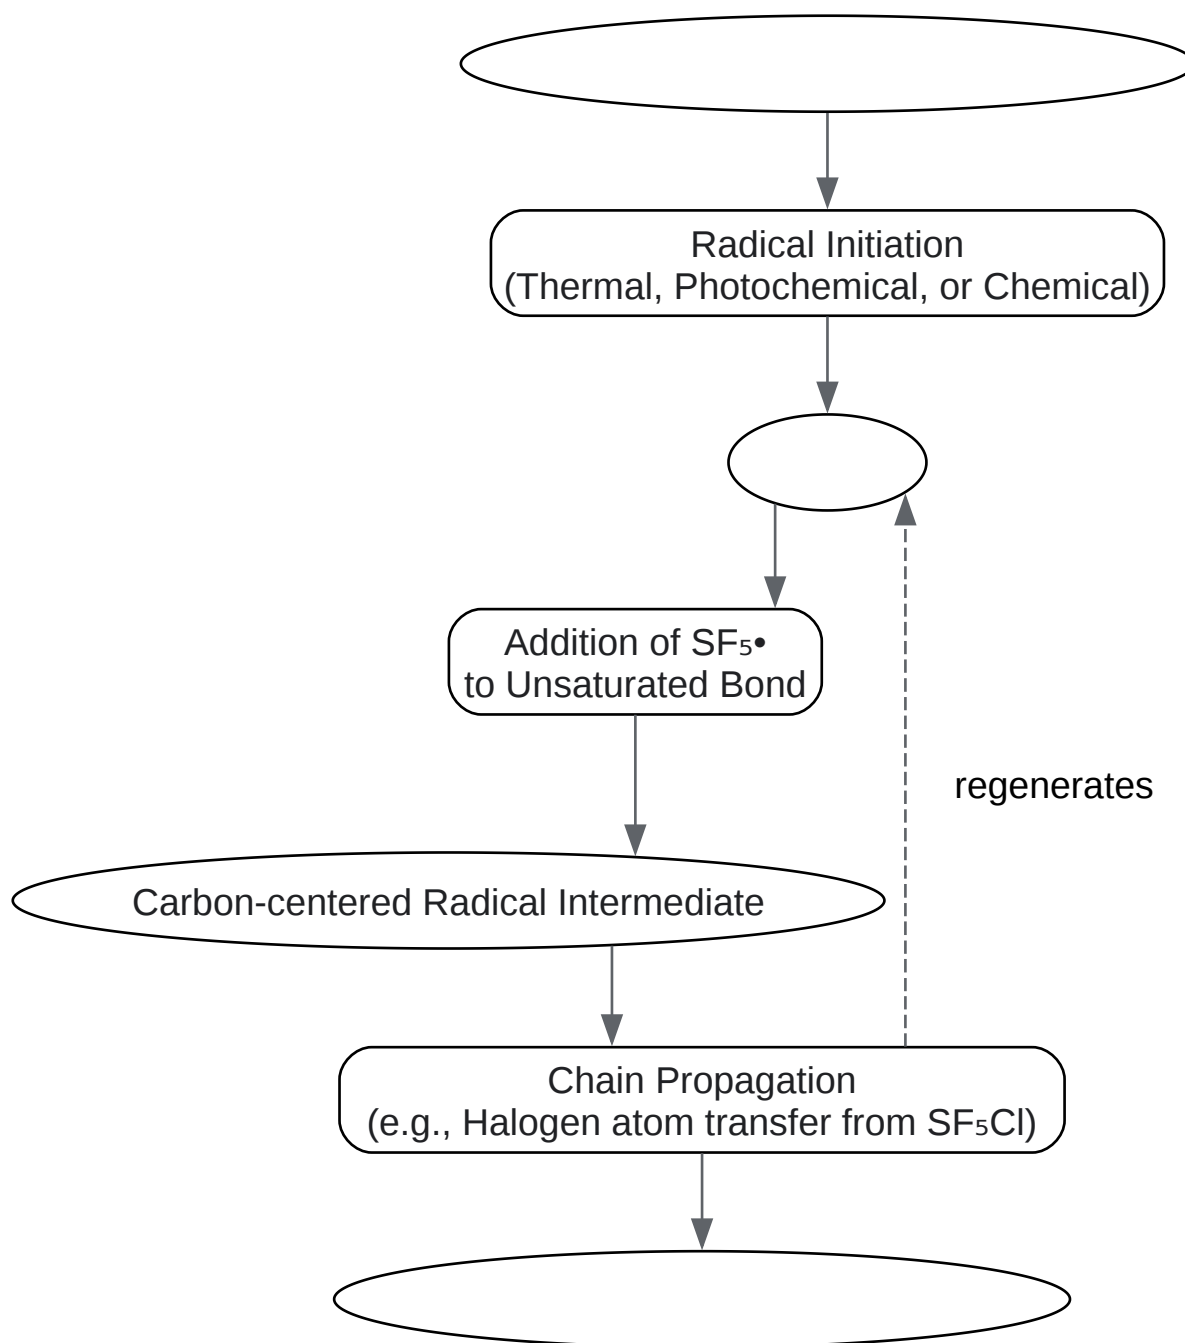 Radical Initiation
(Thermal, Photochemical, or Chemical)
Addition of SF₅•
to Unsaturated Bond
regenerates
Carbon-centered Radical Intermediate
Chain Propagation
(e.g., Halogen atom transfer from SF₅Cl)